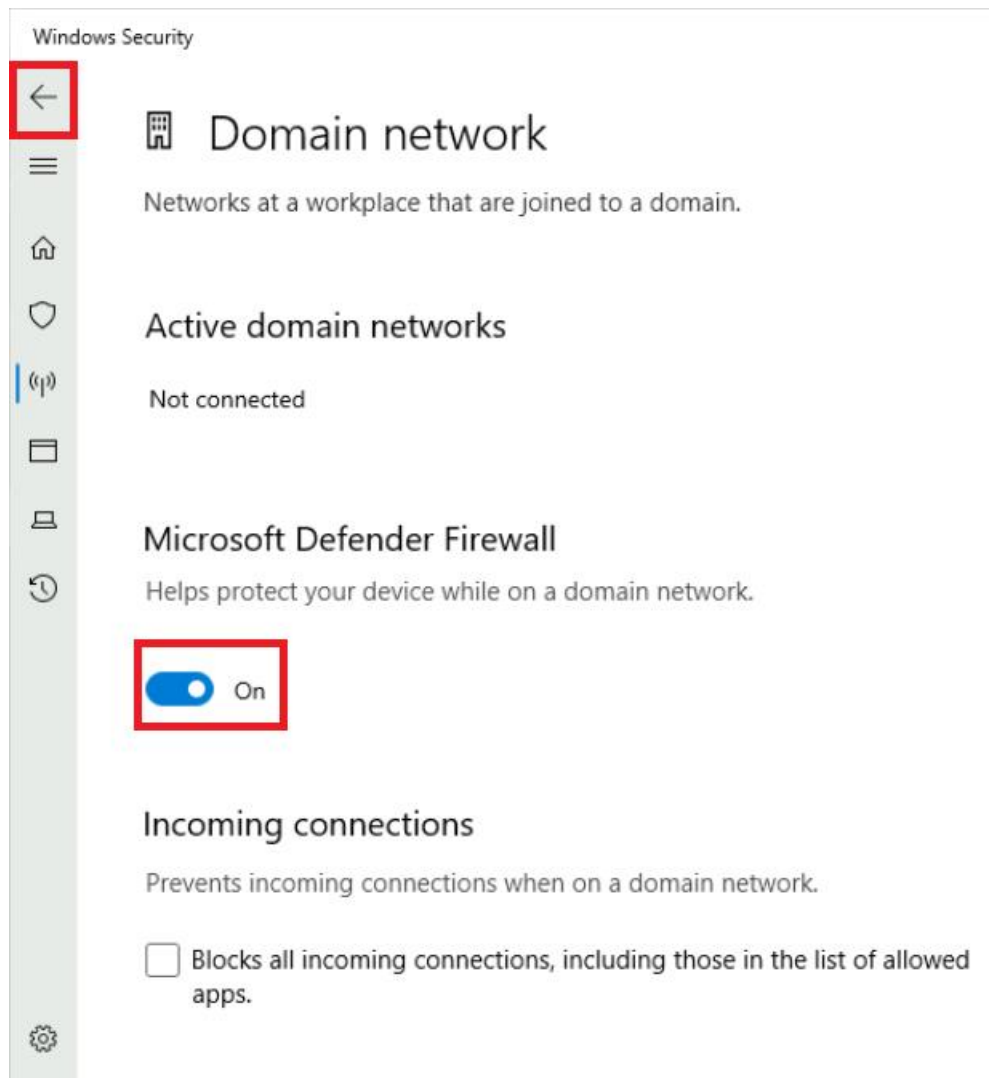 Windows Security
Domain network
Networks at a workplace that are joined to a domain.
Active domain networks
Not connected
Microsoft Defender Firewall
Helps protect your device while on a domain network.
On
Incoming connections
Prevents incoming connections when on a domain network.
Blocks all incoming connections, including those in the list of allowed
apps.